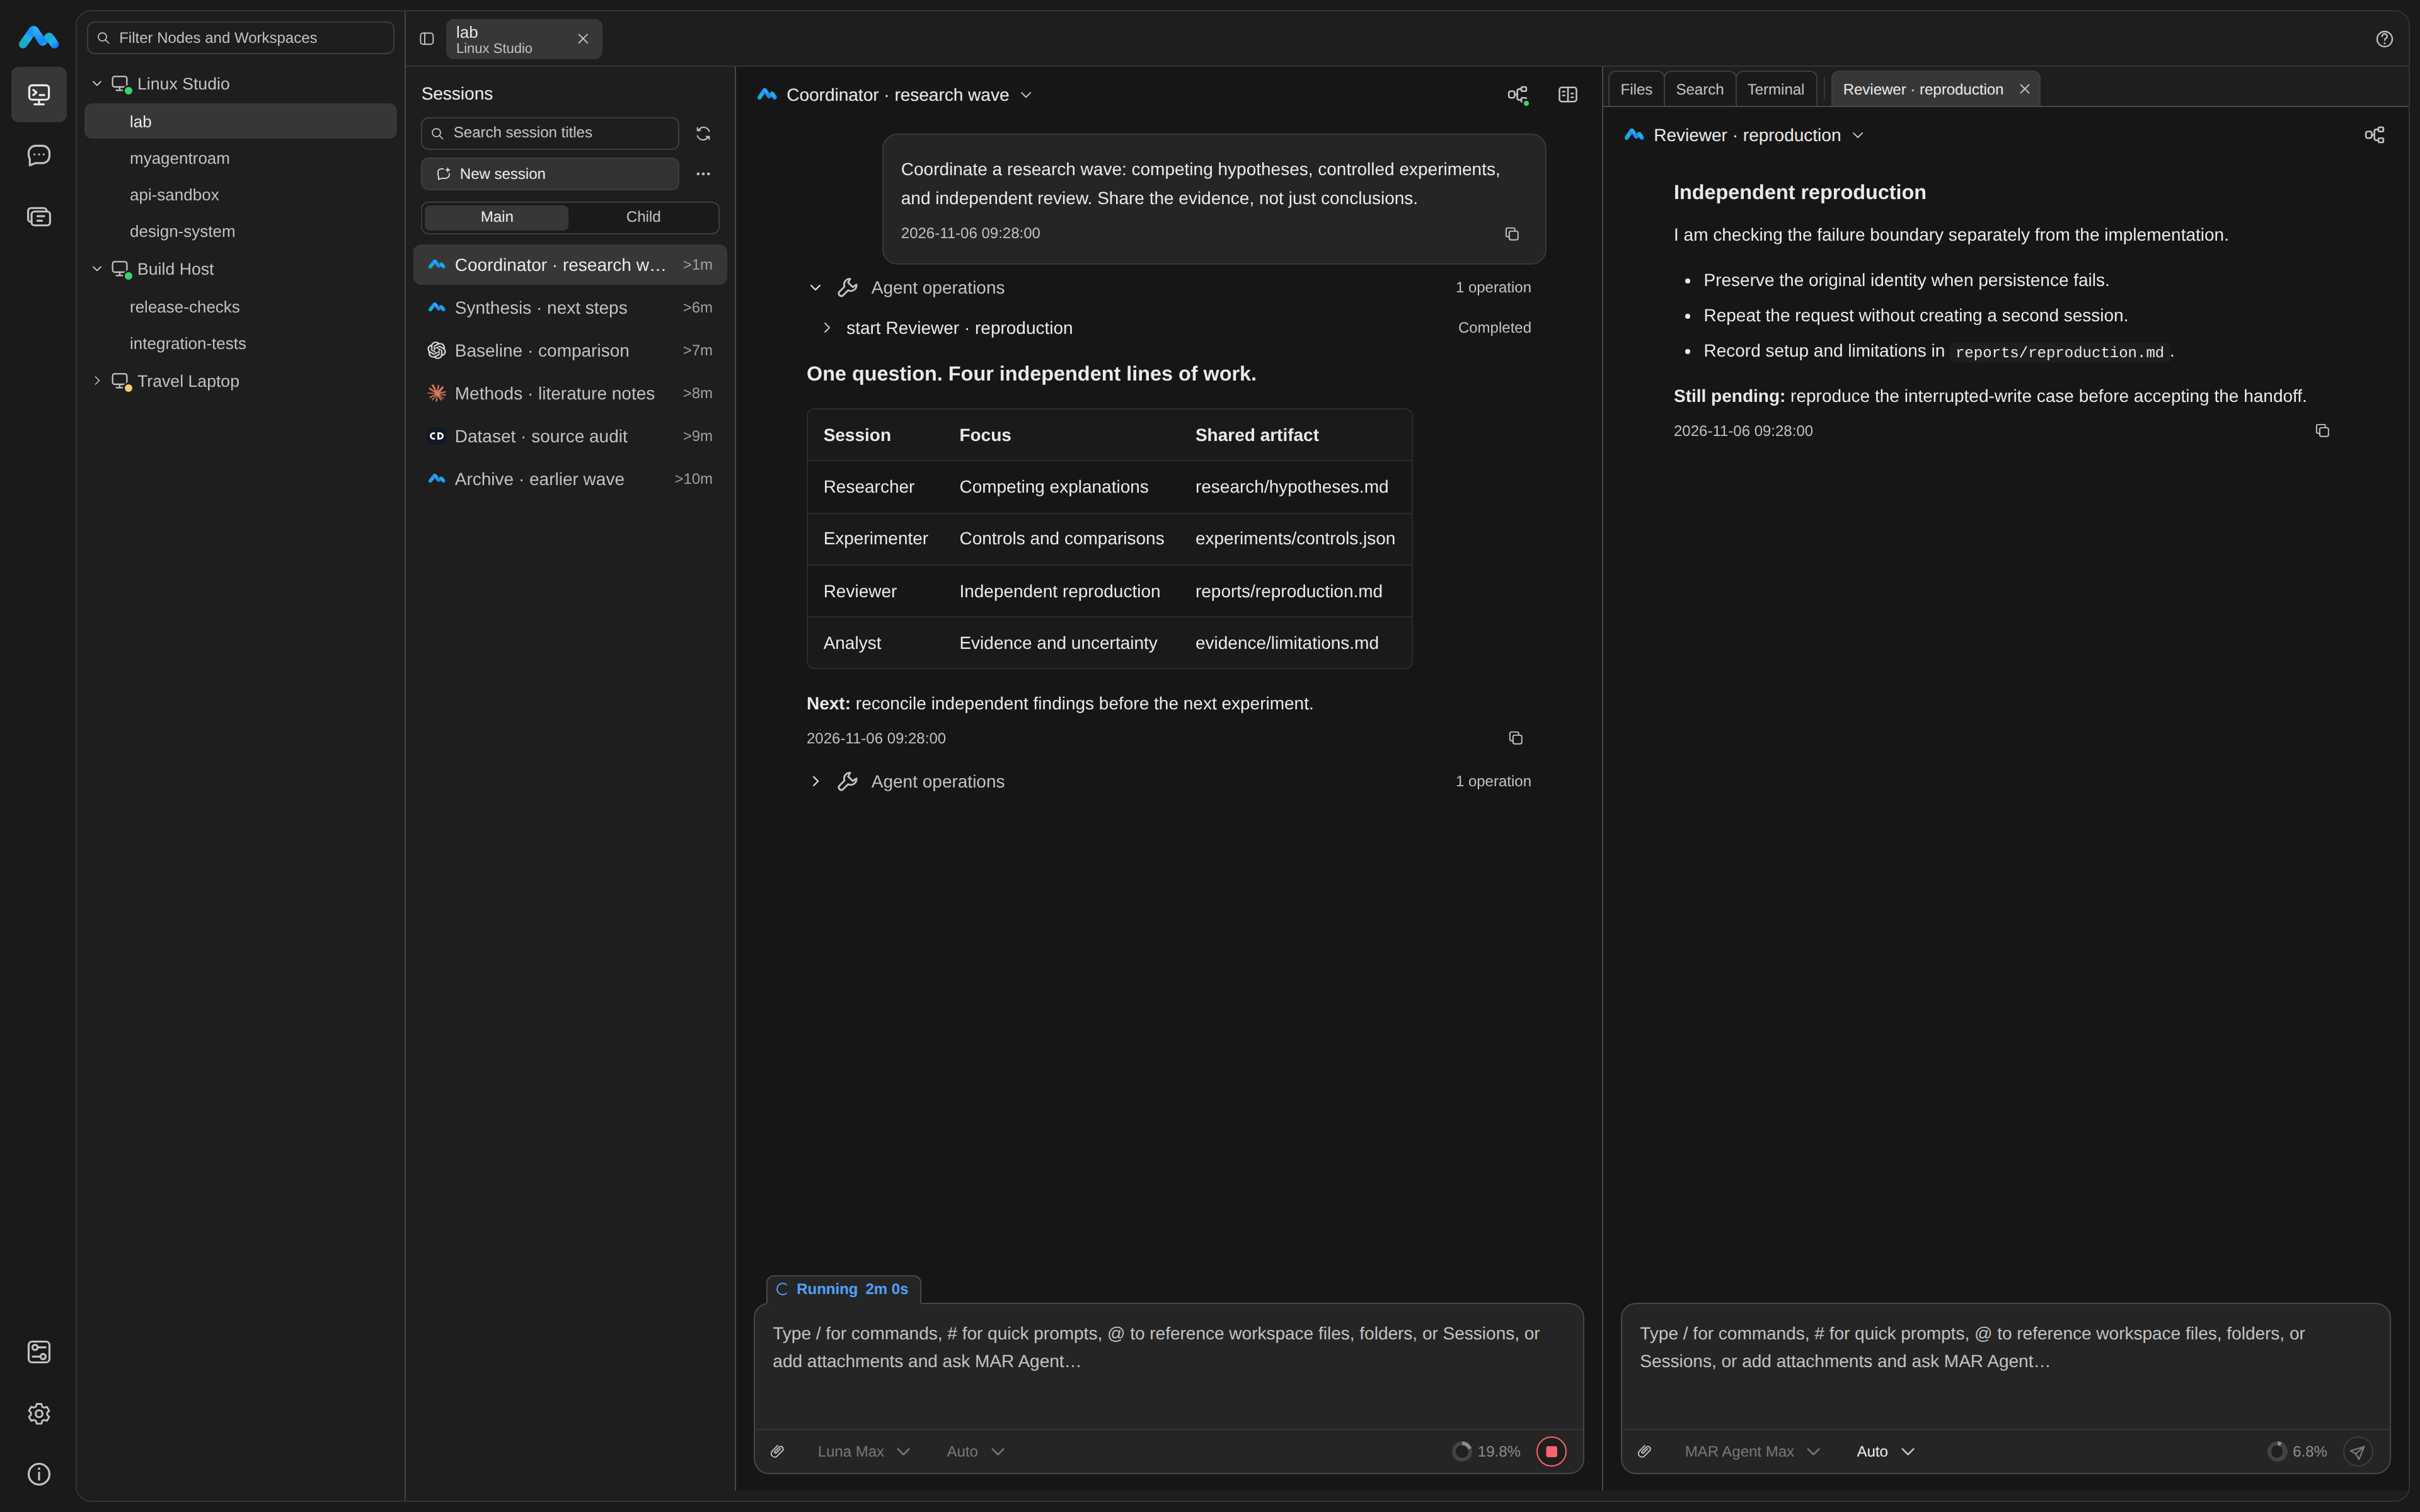 Filter Nodes and Workspaces
Linux Studio
lab
myagentroam
api-sandbox
design-system
Build Host
release-checks
integration-tests
Travel Laptop
lab
Linux Studio
Sessions
Search session titles
New session
Main
Child
Coordinator · research w… >1m
Synthesis · next steps >6m
Baseline · comparison >7m
Methods · literature notes >8m
CD Dataset · source audit >9m
Archive · earlier wave >10m
Coordinator · research wave
Coordinate a research wave: competing hypotheses, controlled experiments,
and independent review. Share the evidence, not just conclusions.
2026-11-06 09:28:00
Agent operations 1 operation
start Reviewer · reproduction Completed
One question. Four independent lines of work.
Session Focus Shared artifact
Researcher Competing explanations research/hypotheses.md
Experimenter Controls and comparisons experiments/controls.json
Reviewer Independent reproduction reports/reproduction.md
Analyst Evidence and uncertainty evidence/limitations.md
Next: reconcile independent findings before the next experiment.
2026-11-06 09:28:00
Agent operations 1 operation
Running 2m 0s
Type / for commands, # for quick prompts, @ to reference workspace files, folders, or Sessions, or
add attachments and ask MAR Agent…
Luna Max Auto 19.8%
Files Search Terminal Reviewer · reproduction
Reviewer · reproduction
Independent reproduction
I am checking the failure boundary separately from the implementation.
• Preserve the original identity when persistence fails.
• Repeat the request without creating a second session.
• Record setup and limitations in reports/reproduction.md.
Still pending: reproduce the interrupted-write case before accepting the handoff.
2026-11-06 09:28:00
Type / for commands, # for quick prompts, @ to reference workspace files, folders, or
Sessions, or add attachments and ask MAR Agent…
MAR Agent Max Auto 6.8%